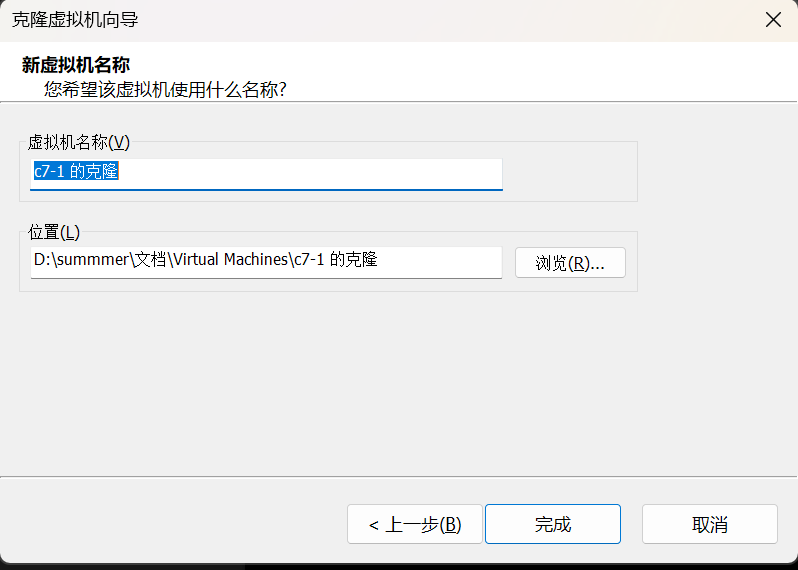 克隆虚拟机向导
新虚拟机名称
您希望该虚拟机使用什么名称?
虚拟机名称(V)
c7-1 的克隆
位置(L)
D:\summmer\文档\Virtual Machines\c7-1 的克隆
浏览(R)...
< 上一步(B)
完成
取消